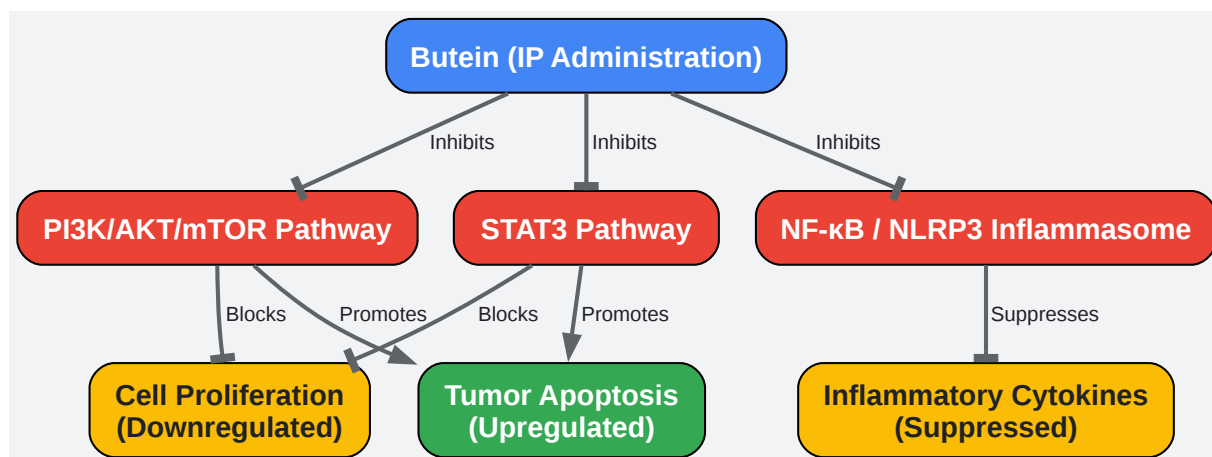 Butein (IP Administration)
Inhibits
Inhibits
Inhibits
PI3K/AKT/mTOR Pathway
STAT3 Pathway
NF-κB / NLRP3 Inflammasome
Blocks
Promotes
Blocks
Promotes
Suppresses
Cell Proliferation
(Downregulated)
Tumor Apoptosis
(Upregulated)
Inflammatory Cytokines
(Suppressed)